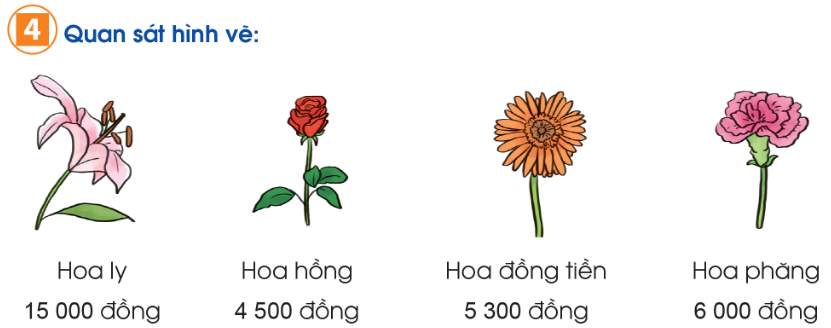 4 Quan sát hình vẽ:
Hoa ly
Hoa hồng
Hoa đồng tiền
Hoa phăng
15 000 đồng
4 500 đồng
5 300 đồng
6 000 đồng